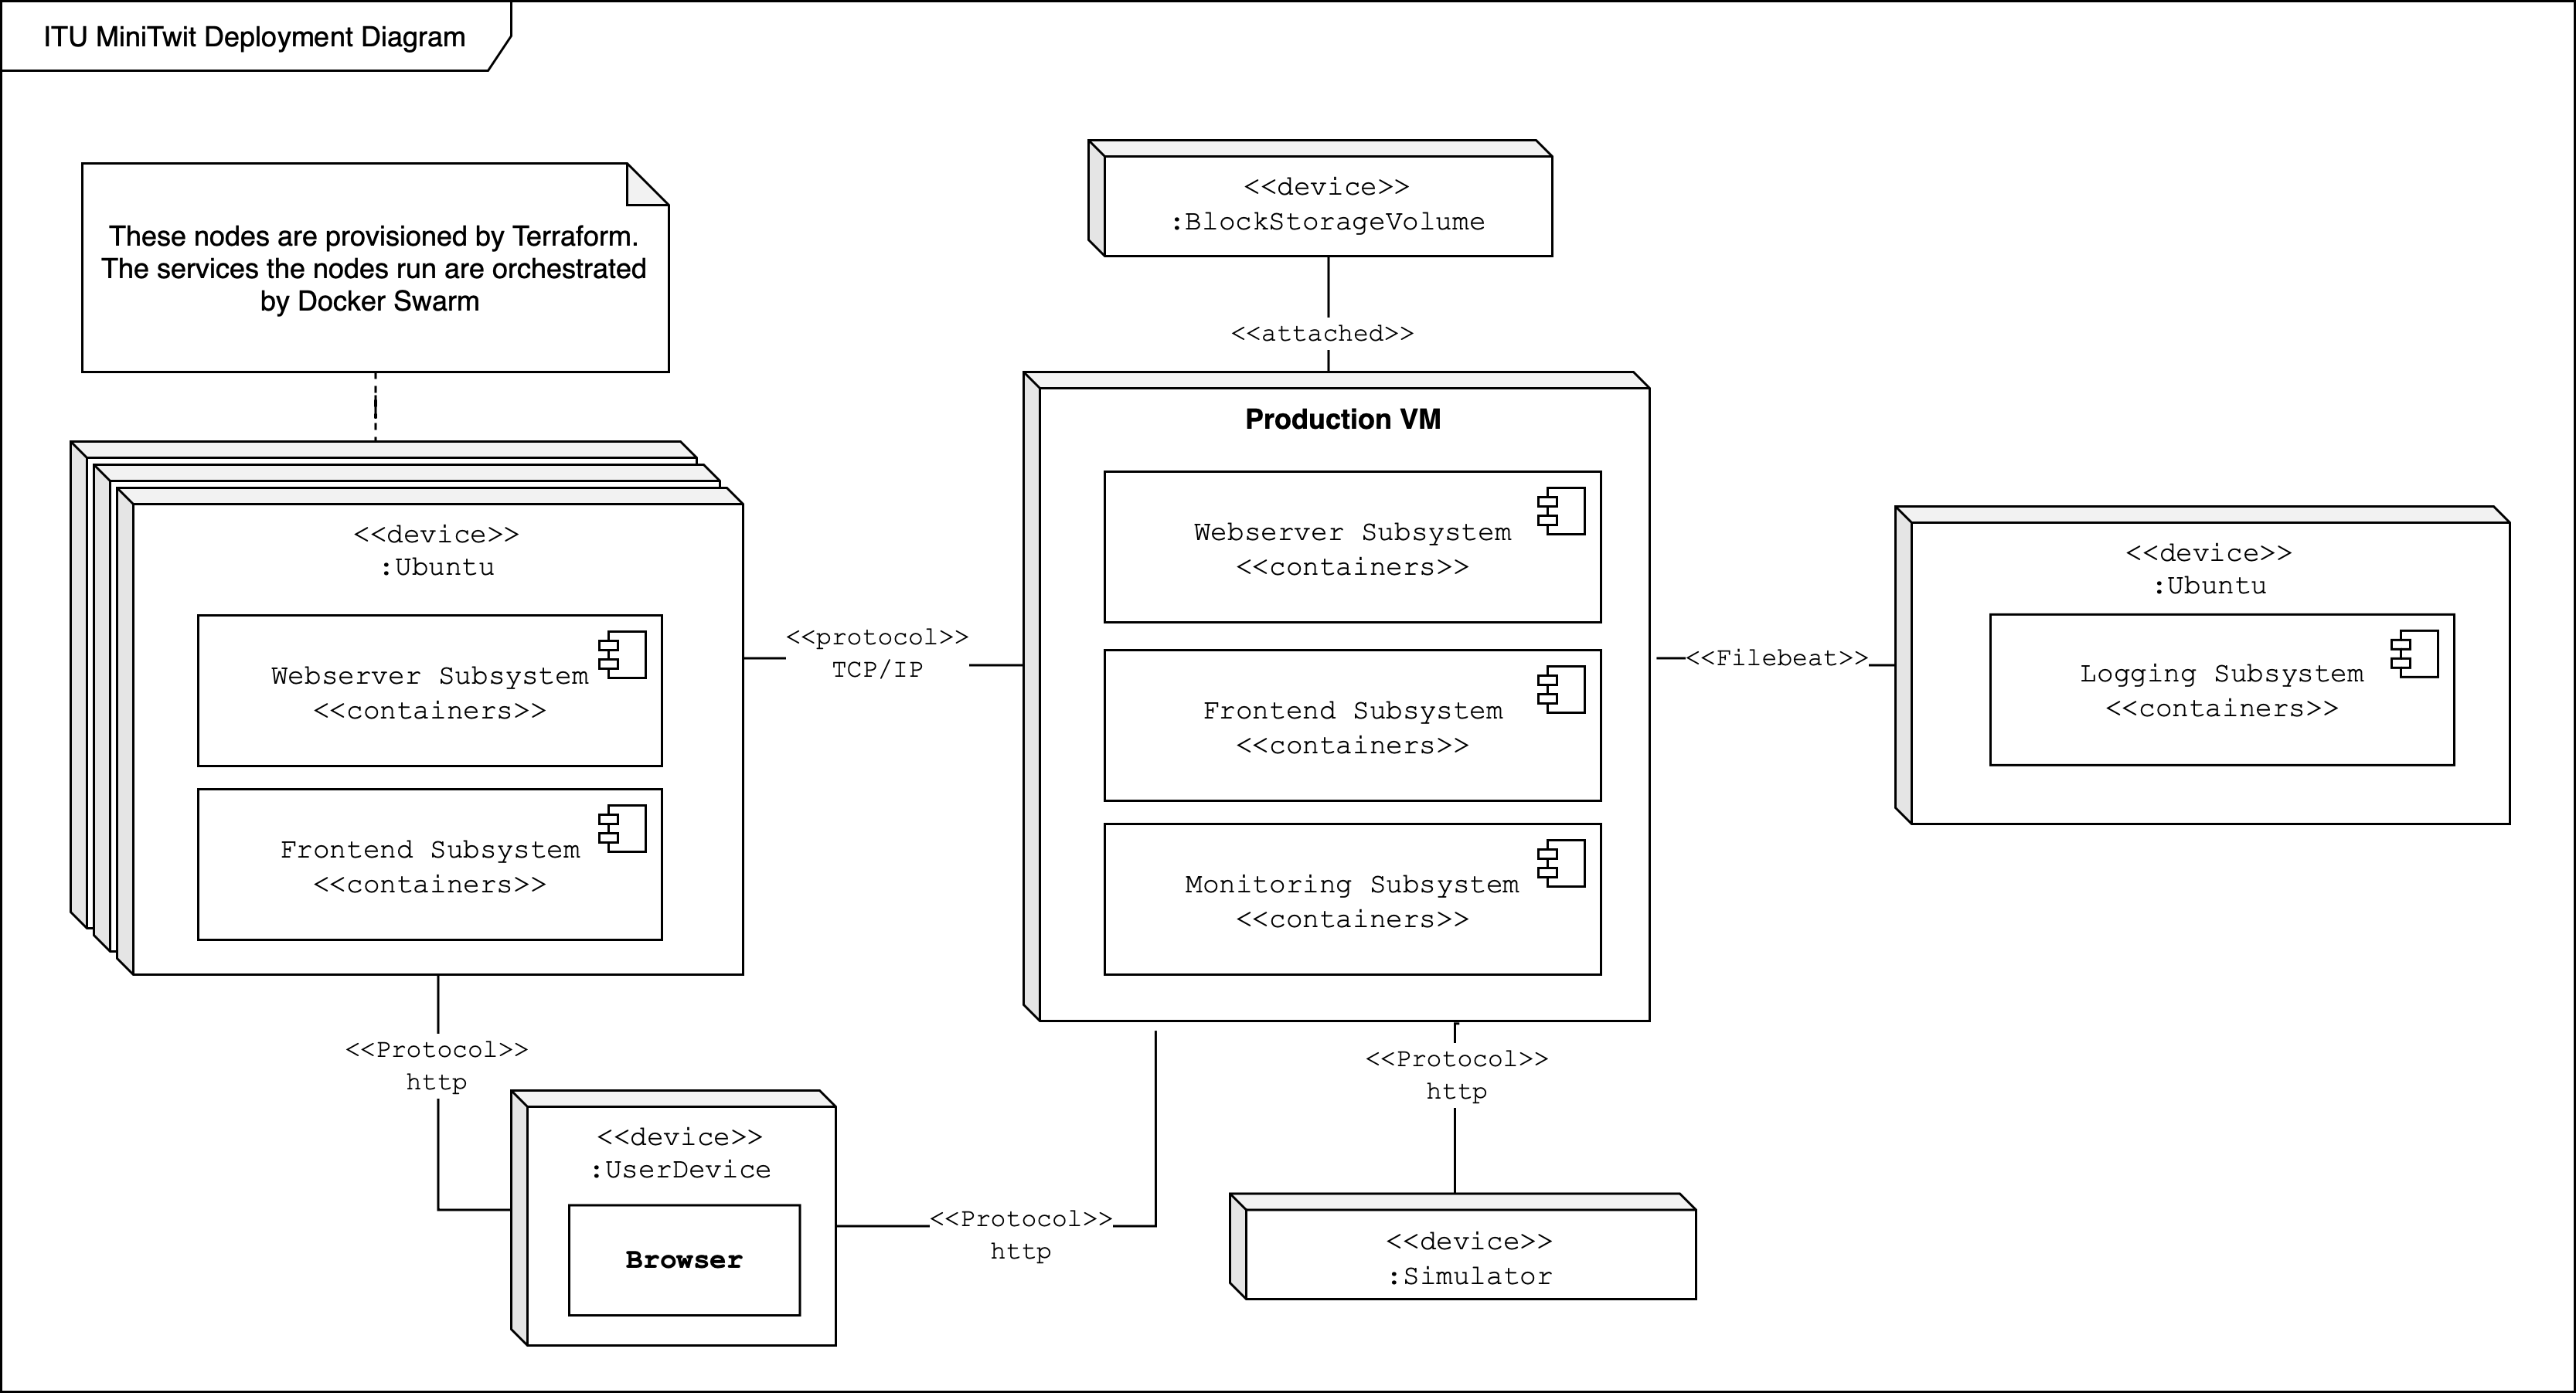 ITU MiniTwit Deployment Diagram
These nodes are provisioned by Terraform.
The services the nodes run are orchestrated
by Docker Swarm
<<device>>
:BlockStorageVolume
<<attached>>
Production VM
Webserver Subsystem
<<containers>>
Frontend Subsystem
<<containers>>
Monitoring Subsystem
<<containers>>
<<device>>
:Ubuntu
Webserver Subsystem
<<containers>>
Frontend Subsystem
<<containers>>
<<protocol>>
TCP/IP
<<Filebeat>>
<<device>>
:Ubuntu
Logging Subsystem
<<containers>>
<<Protocol>>
http
<<device>>
:UserDevice
Browser
<<Protocol>>
http
<<Protocol>>
http
<<device>>
:Simulator